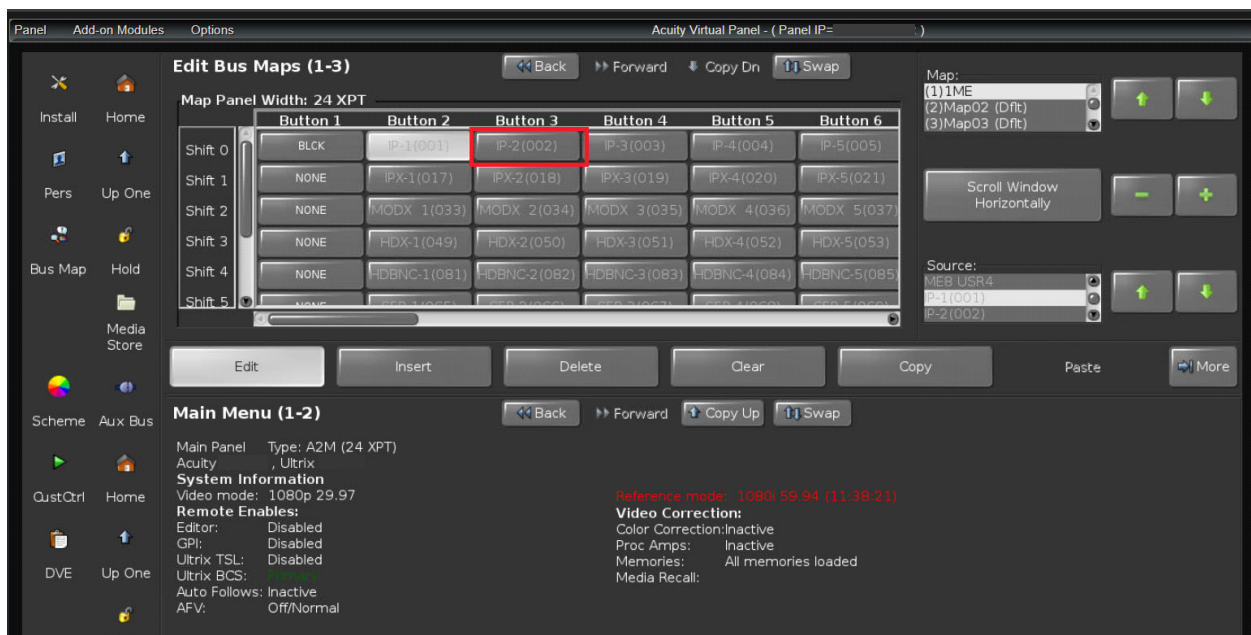 Panel Add-on Modules Options Acuity Virtual Panel - ( Panel IP= )
Install Home
Pers Up One
Bus Map Hold
Media
Store
Scheme Aux Bus
CustCtrl Home
DVE Up One
Edit Bus Maps (1-3) Back Forward Copy Dn Swap
Map Panel Width: 24 XPT
Button 1 Button 2 Button 3 Button 4 Button 5 Button 6
Shift 0 BLCK IP-1(001) IP-2(002) IP-3(003) IP-4(004) IP-5(005)
Shift 1 NONE IPX-1(017) IPX-2(018) IPX-3(019) IPX-4(020) IPX-5(021)
Shift 2 NONE MODX 1(033) MODX 2(034) MODX 3(035) MODX 4(036) MODX 5(037)
Shift 3 NONE HDX-1(049) HDX-2(050) HDX-3(051) HDX-4(052) HDX-5(053)
Shift 4 NONE HDBNC-1(081) HDBNC-2(082) HDBNC-3(083) HDBNC-4(084) HDBNC-5(085)
Shift 5 NONE
Map:
(1)1ME
(2)Map02 (Dflt)
(3)Map03 (Dflt)
Scroll Window
Horizontally
Source:
ME8 USR4
IP-1(001)
IP-2(002)
Edit Insert Delete Clear Copy Paste More
Main Menu (1-2) Back Forward Copy Up Swap
Main Panel Type: A2M (24 XPT)
Acuity , Ultrix
System Information
Video mode: 1080p 29.97
Remote Enables:
Editor: Disabled
GPI: Disabled
Ultrix TSL: Disabled
Ultrix BCS: Primary
Auto Follows: Inactive
AFV: Off/Normal
Reference mode: 1080i 59.94 (11:38:21)
Video Correction:
Color Correction:Inactive
Proc Amps: Inactive
Memories: All memories loaded
Media Recall: